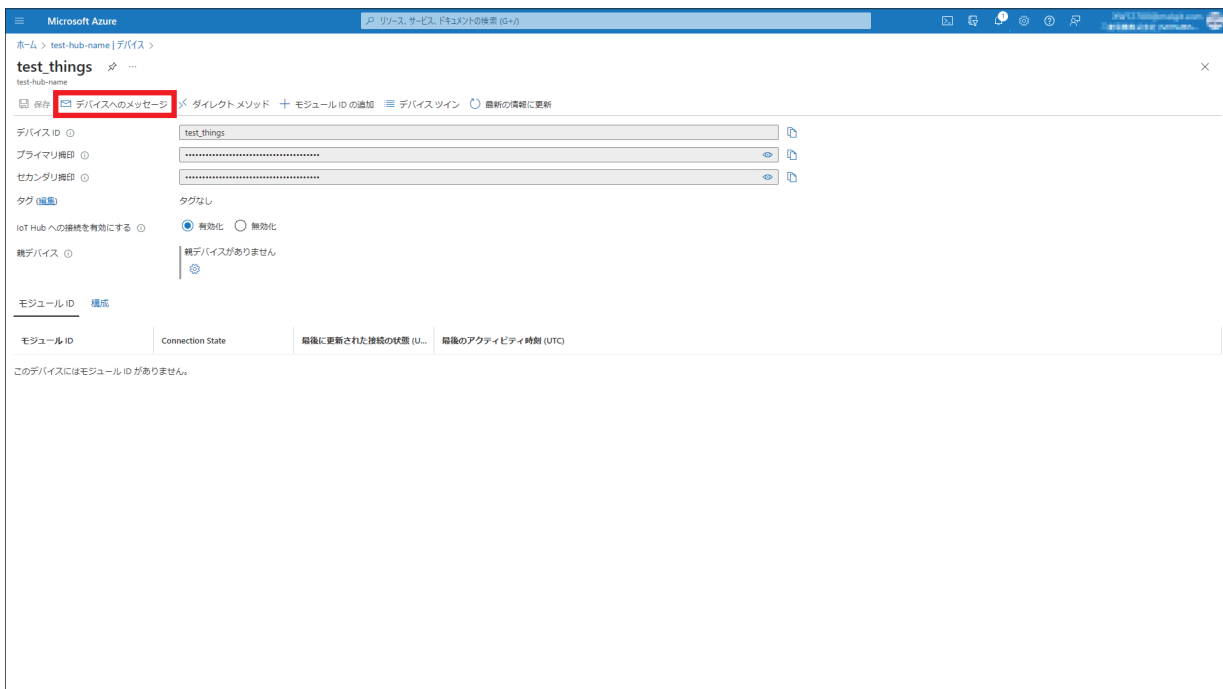 Microsoft Azure
リソース、サービス、ドキュメントの検索 (G+/)
1
ホーム > test-hub-name | デバイス >
test_things
test-hub-name
保存 デバイスへのメッセージ ダイレクト メソッド モジュール ID の追加 デバイス ツイン 最新の情報に更新
デバイス ID
test_things
プライマリ拇印
••••••••••••••••••••••••••••••••••••••••
セカンダリ拇印
••••••••••••••••••••••••••••••••••••••••
タグ (編集) タグなし
IoT Hub への接続を有効にする 有効化 無効化
親デバイス 親デバイスがありません
モジュール ID 構成
モジュール ID Connection State 最後に更新された接続の状態 (U... 最後のアクティビティ時刻 (UTC)
このデバイスにはモジュール ID がありません。